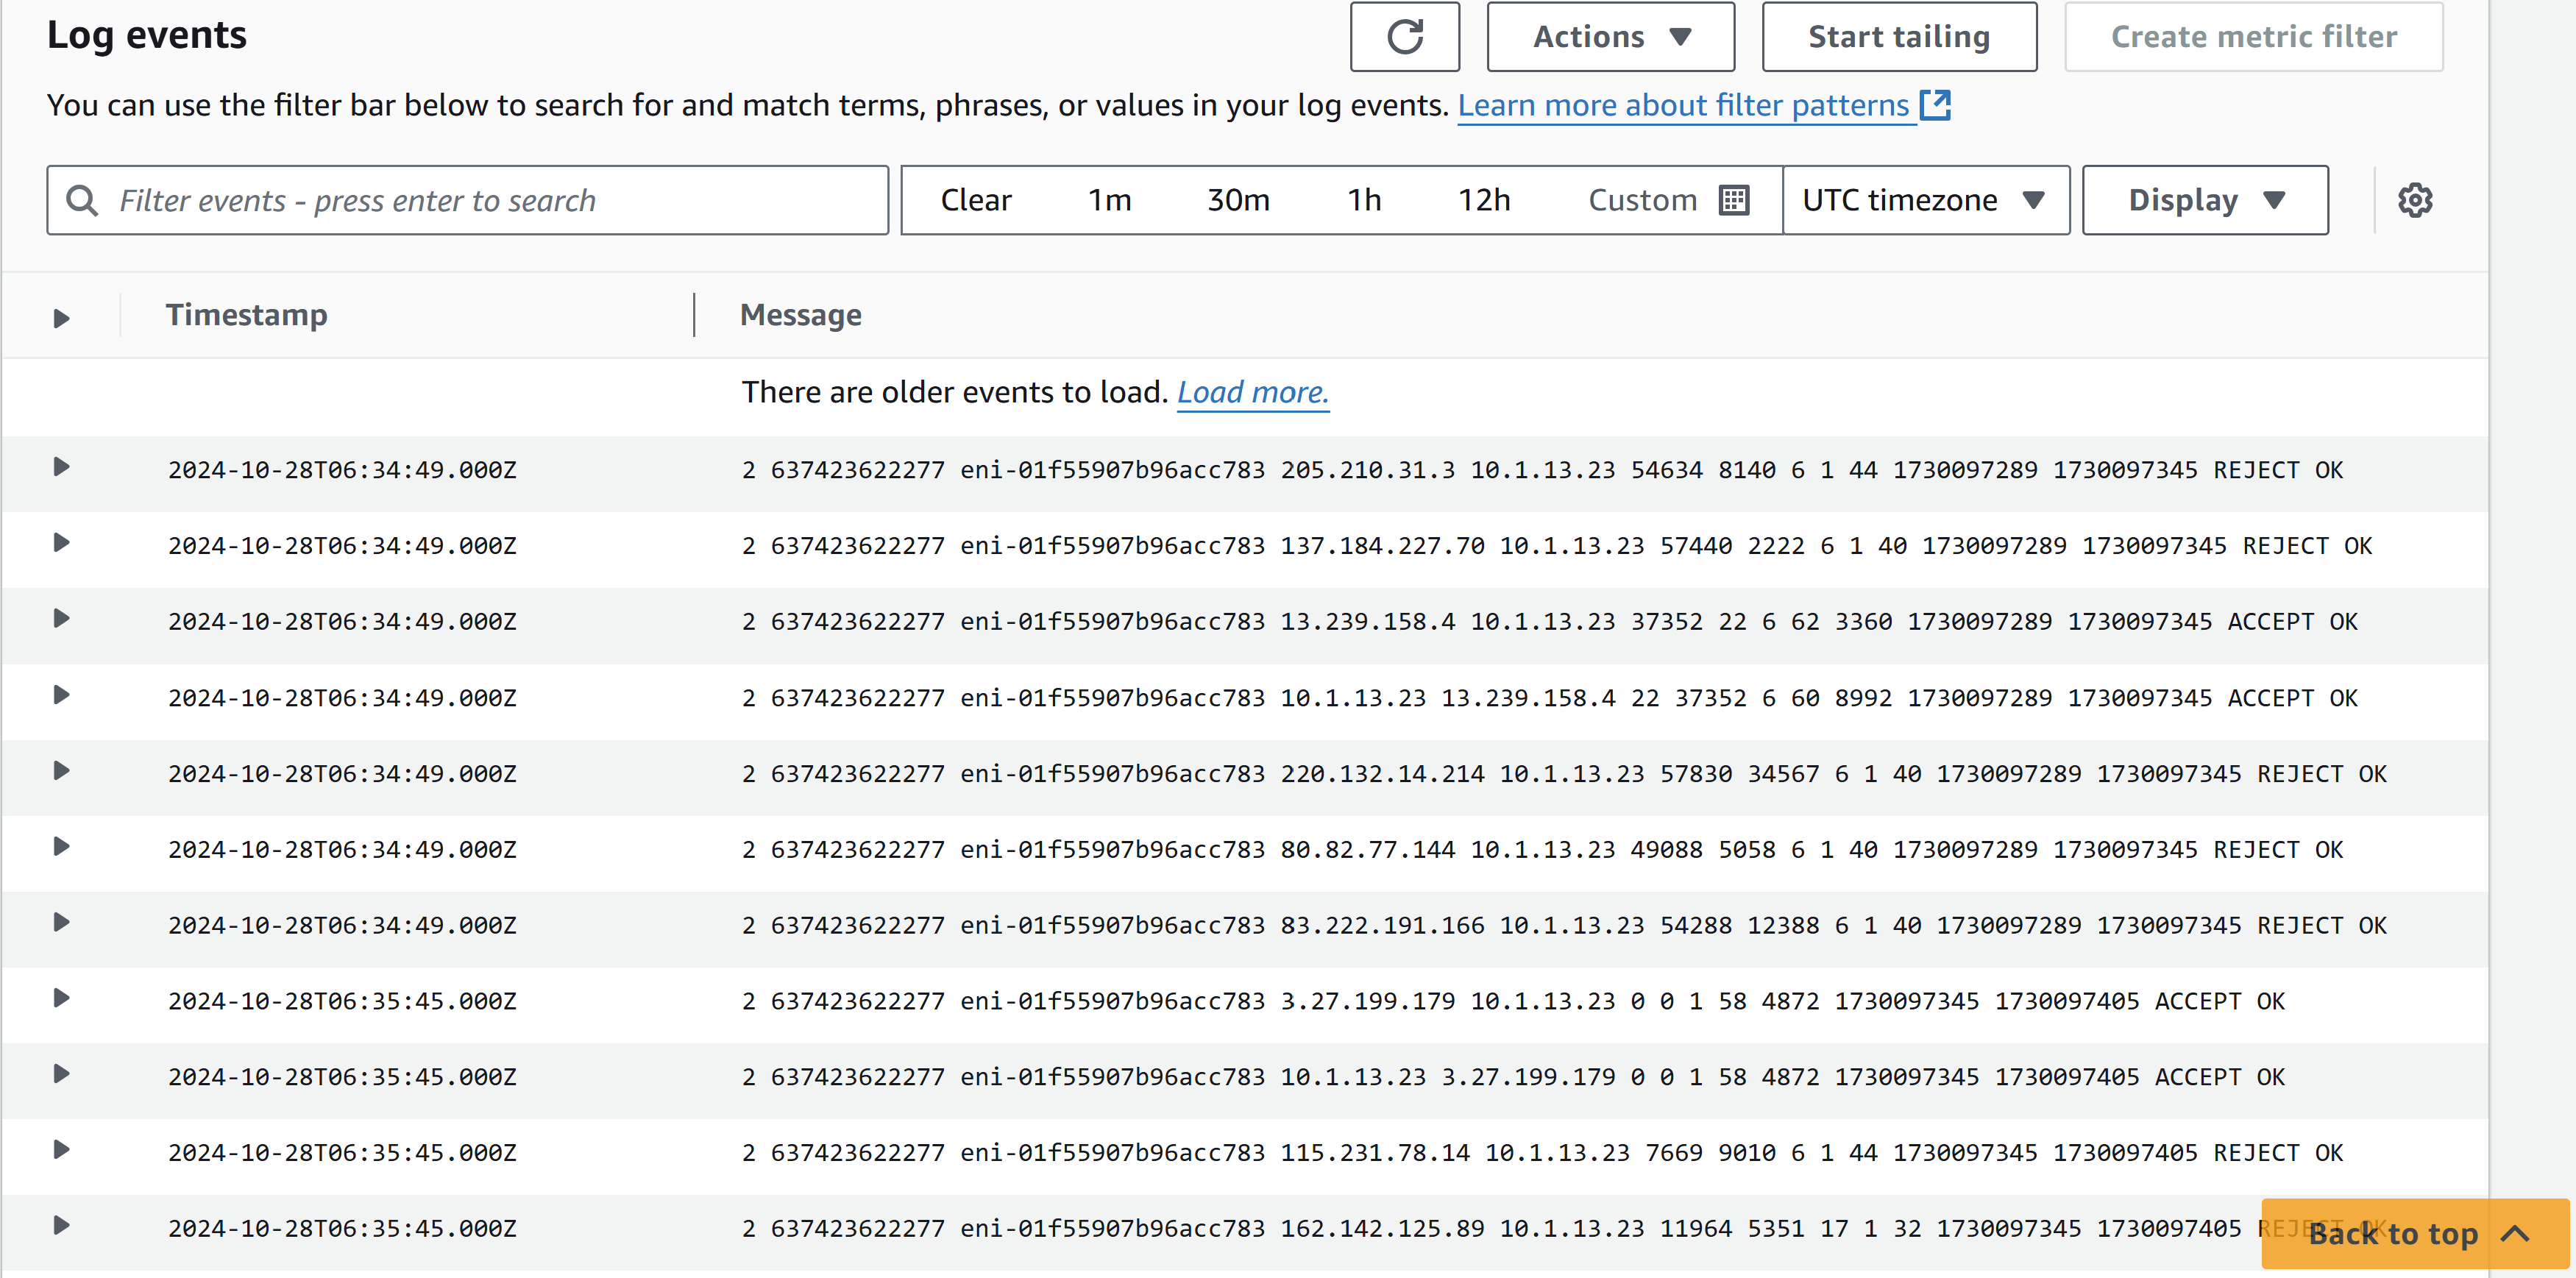 Log events
Actions
Start tailing
Create metric filter
You can use the filter bar below to search for and match terms, phrases, or values in your log events. Learn more about filter patterns
Filter events - press enter to search
Clear 1m 30m 1h 12h Custom UTC timezone Display
Timestamp Message
There are older events to load. Load more.
2024-10-28T06:34:49.000Z 2 637423622277 eni-01f55907b96acc783 205.210.31.3 10.1.13.23 54634 8140 6 1 44 1730097289 1730097345 REJECT OK
2024-10-28T06:34:49.000Z 2 637423622277 eni-01f55907b96acc783 137.184.227.70 10.1.13.23 57440 2222 6 1 40 1730097289 1730097345 REJECT OK
2024-10-28T06:34:49.000Z 2 637423622277 eni-01f55907b96acc783 13.239.158.4 10.1.13.23 37352 22 6 62 3360 1730097289 1730097345 ACCEPT OK
2024-10-28T06:34:49.000Z 2 637423622277 eni-01f55907b96acc783 10.1.13.23 13.239.158.4 22 37352 6 60 8992 1730097289 1730097345 ACCEPT OK
2024-10-28T06:34:49.000Z 2 637423622277 eni-01f55907b96acc783 220.132.14.214 10.1.13.23 57830 34567 6 1 40 1730097289 1730097345 REJECT OK
2024-10-28T06:34:49.000Z 2 637423622277 eni-01f55907b96acc783 80.82.77.144 10.1.13.23 49088 5058 6 1 40 1730097289 1730097345 REJECT OK
2024-10-28T06:34:49.000Z 2 637423622277 eni-01f55907b96acc783 83.222.191.166 10.1.13.23 54288 12388 6 1 40 1730097289 1730097345 REJECT OK
2024-10-28T06:35:45.000Z 2 637423622277 eni-01f55907b96acc783 3.27.199.179 10.1.13.23 0 0 1 58 4872 1730097345 1730097405 ACCEPT OK
2024-10-28T06:35:45.000Z 2 637423622277 eni-01f55907b96acc783 10.1.13.23 3.27.199.179 0 0 1 58 4872 1730097345 1730097405 ACCEPT OK
2024-10-28T06:35:45.000Z 2 637423622277 eni-01f55907b96acc783 115.231.78.14 10.1.13.23 7669 9010 6 1 44 1730097345 1730097405 REJECT OK
2024-10-28T06:35:45.000Z 2 637423622277 eni-01f55907b96acc783 162.142.125.89 10.1.13.23 11964 5351 17 1 32 1730097345 1730097405 REJECT OK
Back to top